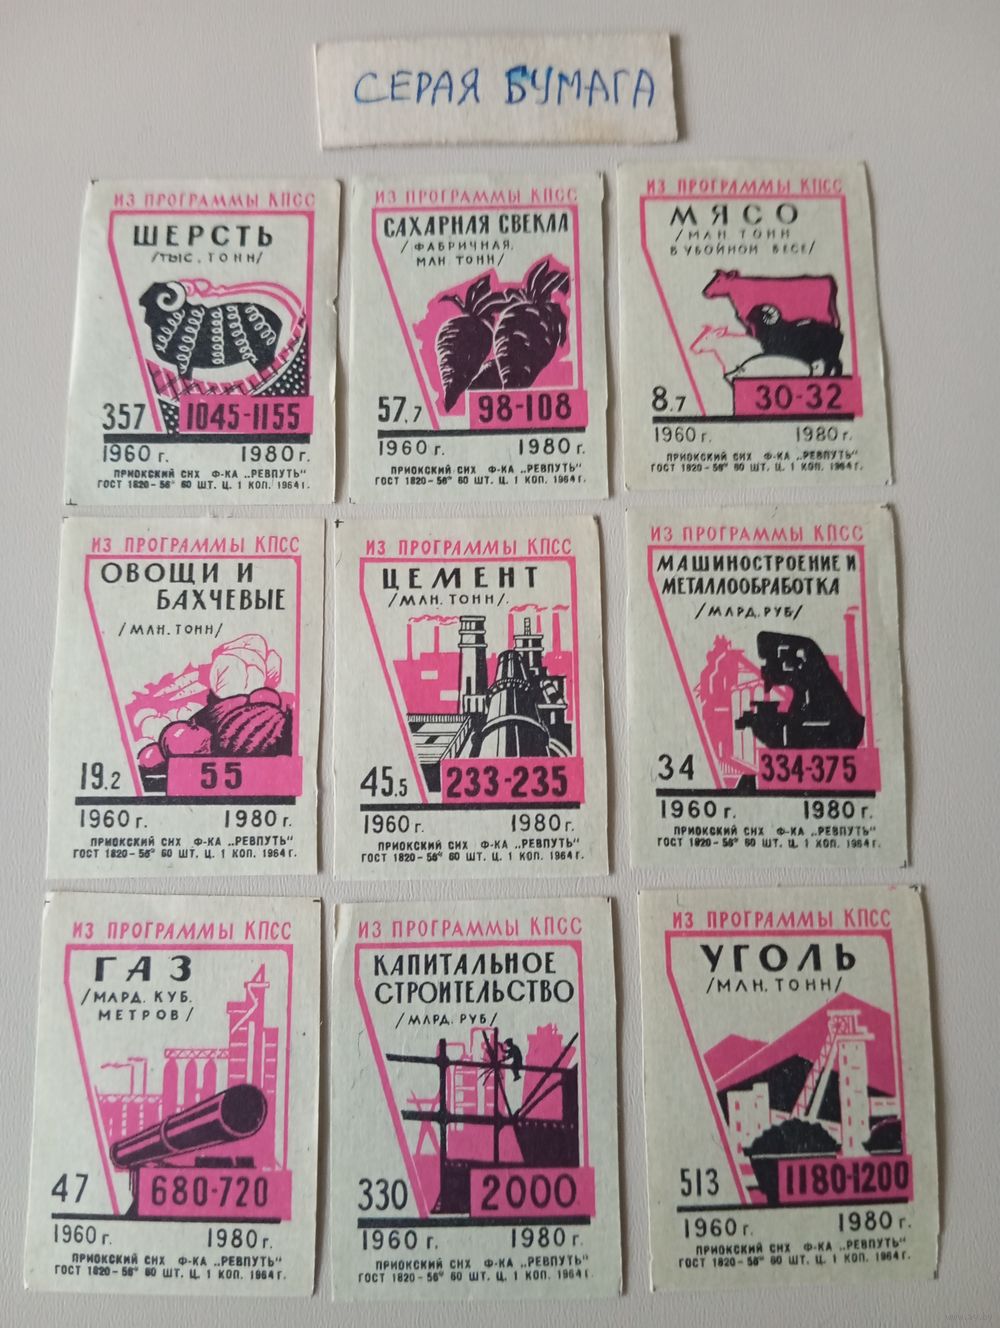 СЕРАЯ БУМАГА
ИЗ ПРОГРАММЫ КПСС
ШЕРСТЬ
/ТЫС. ТОНН/
357 1045-1155
1960 г. 1980 г.
ПРИОКСКИЙ СНХ Ф-КА „РЕВПУТЬ"
ГОСТ 1820-56* 60 ШТ. Ц. 1 КОП. 1964 г.
ИЗ ПРОГРАММЫ КПСС
САХАРНАЯ СВЕКЛА
/ФАБРИЧНАЯ,
МЛН ТОНН/
57.7 98-108
1960 г. 1980 г.
ПРИОКСКИЙ СНХ Ф-КА „РЕВПУТЬ"
ГОСТ 1820-56* 60 ШТ. Ц. 1 КОП. 1964 г.
ИЗ ПРОГРАММЫ КПСС
МЯСО
/МЛН. ТОНН
В УБОЙНОМ ВЕСЕ/
8.7 30-32
1960 г. 1980 г.
ПРИОКСКИЙ СНХ Ф-КА „РЕВПУТЬ"
ГОСТ 1820-56* 60 ШТ. Ц. 1 КОП. 1964 г.
ИЗ ПРОГРАММЫ КПСС
ОВОЩИ И
БАХЧЕВЫЕ
/МЛН. ТОНН/
19.2 55
1960 г. 1980 г.
ПРИОКСКИЙ СНХ Ф-КА „РЕВПУТЬ"
ГОСТ 1820-56* 60 ШТ. Ц. 1 КОП. 1964 г.
ИЗ ПРОГРАММЫ КПСС
ЦЕМЕНТ
/МЛН. ТОНН/.
45.5 233-235
1960 г. 1980 г.
ПРИОКСКИЙ СНХ Ф-КА „РЕВПУТЬ"
ГОСТ 1820-56* 60 ШТ. Ц. 1 КОП. 1964 г.
ИЗ ПРОГРАММЫ КПСС
МАШИНОСТРОЕНИЕ И
МЕТАЛЛООБРАБОТКА
/МЛРД. РУБ/
34 334-375
1960 г. 1980 г.
ПРИОКСКИЙ СНХ Ф-КА „РЕВПУТЬ"
ГОСТ 1820-56* 60 ШТ. Ц. 1 КОП. 1964 г.
ИЗ ПРОГРАММЫ КПСС
ГАЗ
/МЛРД. КУБ.
МЕТРОВ/
47 680-720
1960 г. 1980 г.
ПРИОКСКИЙ СНХ Ф-КА „РЕВПУТЬ"
ГОСТ 1820-56* 60 ШТ. Ц. 1 КОП. 1964 г.
ИЗ ПРОГРАММЫ КПСС
КАПИТАЛЬНОЕ
СТРОИТЕЛЬСТВО
/МЛРД. РУБ/
330 2000
1960 г. 1980 г.
ПРИОКСКИЙ СНХ Ф-КА „РЕВПУТЬ"
ГОСТ 1820-56* 60 ШТ. Ц. 1 КОП. 1964 г.
ИЗ ПРОГРАММЫ КПСС
УГОЛЬ
/МЛН. ТОНН/
513 1180-1200
1960 г. 1980 г.
ПРИОКСКИЙ СНХ Ф-КА „РЕВПУТЬ"
ГОСТ 1820-56* 60 ШТ. Ц. 1 КОП. 1964 г.